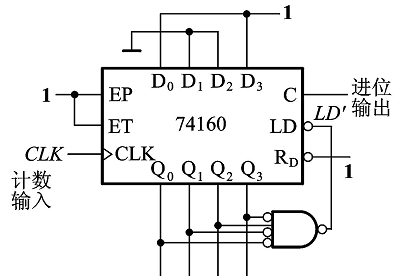 1
D0 D1 D2 D3
1 EP
C 进位
输出
ET 74160 LD LD′
CLK CLK
RD
1
计数
输入
Q0 Q1 Q2 Q3